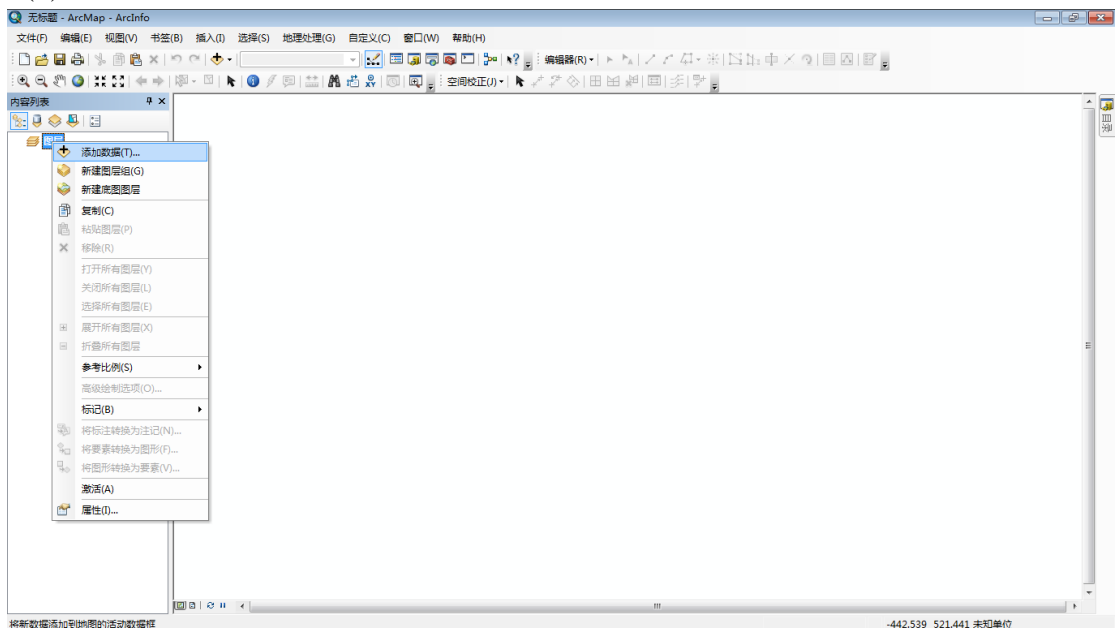 无标题 - ArcMap - ArcInfo
文件(F) 编辑(E) 视图(V) 书签(B) 插入(I) 选择(S) 地理处理(G) 自定义(C) 窗口(W) 帮助(H)
编辑器(R)
空间校正(J)
内容列表
图层
添加数据(T)...
新建图层组(G)
新建底图图层
复制(C)
粘贴图层(P)
移除(R)
打开所有图层(Y)
关闭所有图层(L)
选择所有图层(E)
展开所有图层(X)
折叠所有图层
参考比例(S)
高级绘制选项(O)...
标记(B)
将标注转换为注记(N)...
将要素转换为图形(F)...
将图形转换为要素(V)...
激活(A)
属性(I)...
目录
将新数据添加到地图的活动数据框
-442.539 521.441 未知单位